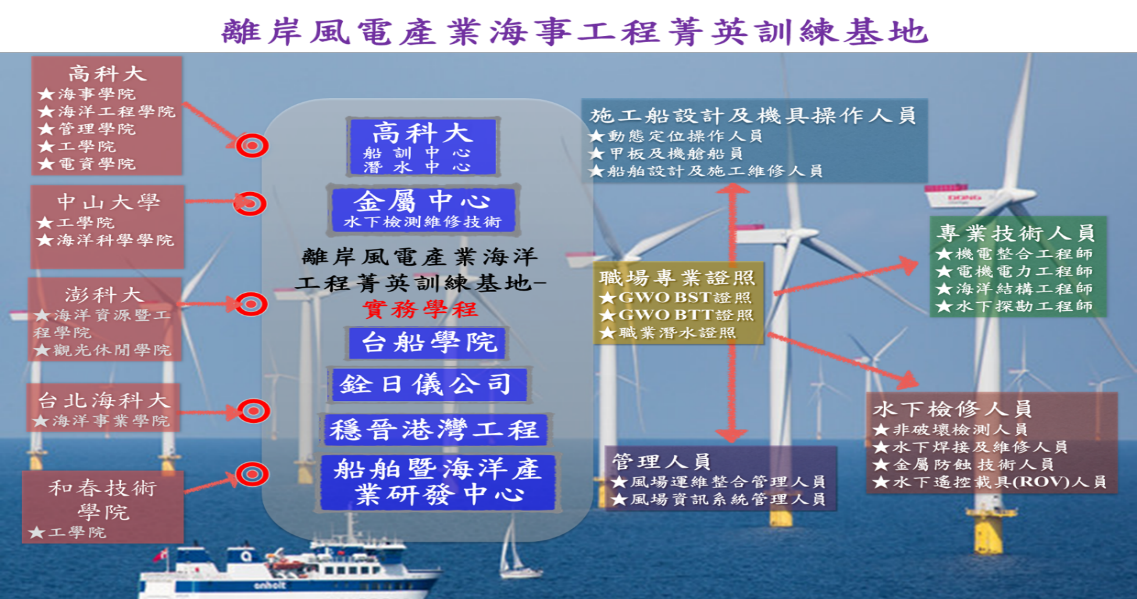 離岸風電產業海事工程菁英訓練基地
高科大
★海事學院
★海洋工程學院
★管理學院
★工學院
★電資學院
中山大學
★工學院
★海洋科學學院
澎科大
★海洋資源暨工
程學院
★觀光休閒學院
台北海科大
★海洋事業學院
和春技術
學院
★工學院
高科大
船訓中心
潛水中心
金屬中心
水下檢測維修技術
離岸風電產業海洋
工程菁英訓練基地-
實務學程
台船學院
銓日儀公司
穩晉港灣工程
船舶暨海洋產
業研發中心
施工船設計及機具操作人員
★動態定位操作人員
★甲板及機艙船員
★船舶設計及施工維修人員
職場專業證照
★GWO BST證照
★GWO BTT證照
★職業潛水證照
管理人員
★風場運維整合管理人員
★風場資訊系統管理人員
專業技術人員
★機電整合工程師
★電機電力工程師
★海洋結構工程師
★水下探勘工程師
水下檢修人員
★非破壞檢測人員
★水下焊接及維修人員
★金屬防蝕技術人員
★水下遙控載具(ROV)人員
DONG
anholt